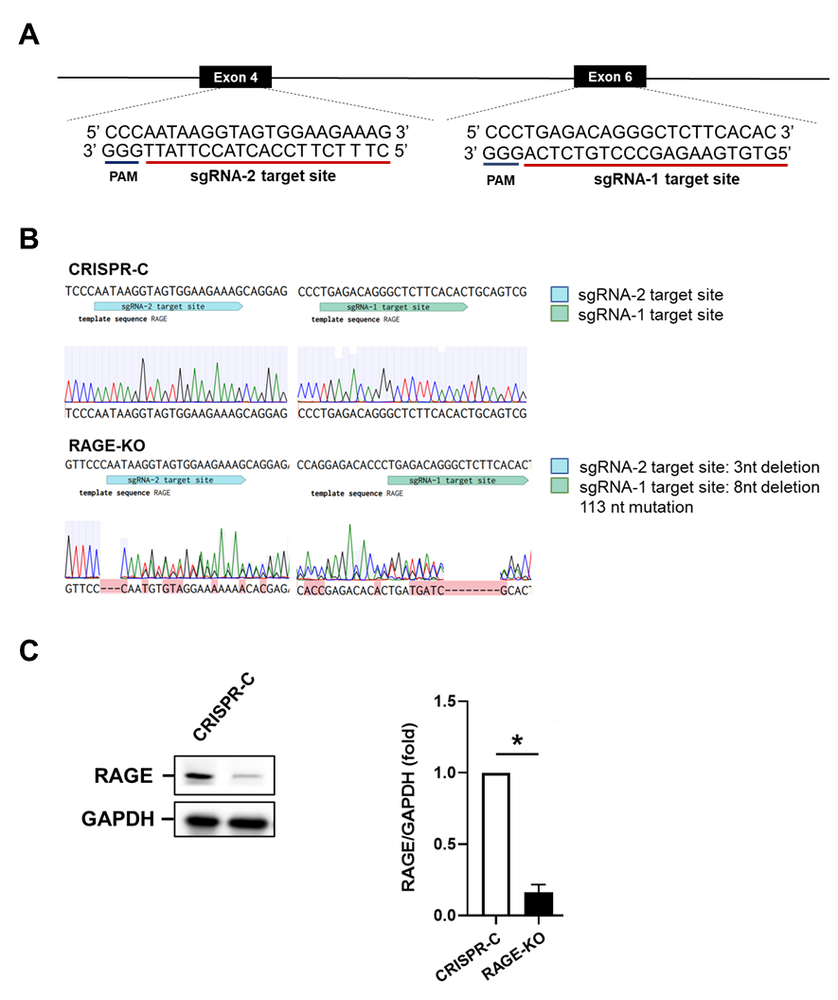 A
Exon 4
Exon 6
5’ CCCAATAAGGTAGTGGAAGAAAG 3’
3’ GGGTTATTCCATCACCTTCTTTC 5’
PAM
sgRNA-2 target site
5’ CCCTGAGACAGGGCTCTTCACAC 3’
3’ GGGACTCTGTCCCGAGAAGTGTG5’
PAM
sgRNA-1 target site
B
CRISPR-C
TCCCAATAAGGTAGTGGAAGAAAGCAGGAG
sgRNA-2 target site
template sequence RAGE
CCCTGAGACAGGGCTCTTCACACTGCAGTCG
sgRNA-1 target site
template sequence RAGE
sgRNA-2 target site
sgRNA-1 target site
TCCCAATAAGGTAGTGGAAGAAAGCAGGAG
CCCTGAGACAGGGCTCTTCACACTGCAGTCG
RAGE-KO
GTTCCCAATAAGGTAGTGGAAGAAAGCAGGAGA
sgRNA-2 target site
template sequence RAGE
CCAGGAGACACCCTGAGACAGGGCTCTTCACACT
sgRNA-1 target site
template sequence RAGE
sgRNA-2 target site: 3nt deletion
sgRNA-1 target site: 8nt deletion
113 nt mutation
GTTCC---CAATGTGTAGGAAAAAAACACGAGA
CACCGAGACACACTGATGATC--------GCACT
C
CRISPR-C
RAGE
GAPDH
RAGE/GAPDH (fold)
1.5
1.0
0.5
0.0
*
CRISPR-C
RAGE-KO